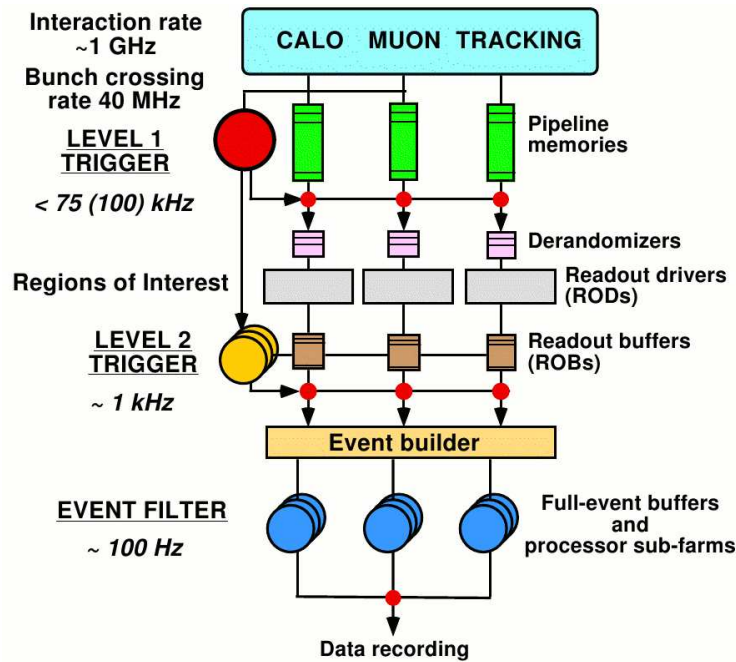 Interaction rate
~1 GHz
CALO MUON TRACKING
Bunch crossing
rate 40 MHz
LEVEL 1
TRIGGER
< 75 (100) kHz
Pipeline
memories
Derandomizers
Regions of Interest
Readout drivers
(RODs)
LEVEL 2
TRIGGER
~ 1 kHz
Readout buffers
(ROBs)
Event builder
EVENT FILTER
~ 100 Hz
Full-event buffers
and
processor sub-farms
Data recording